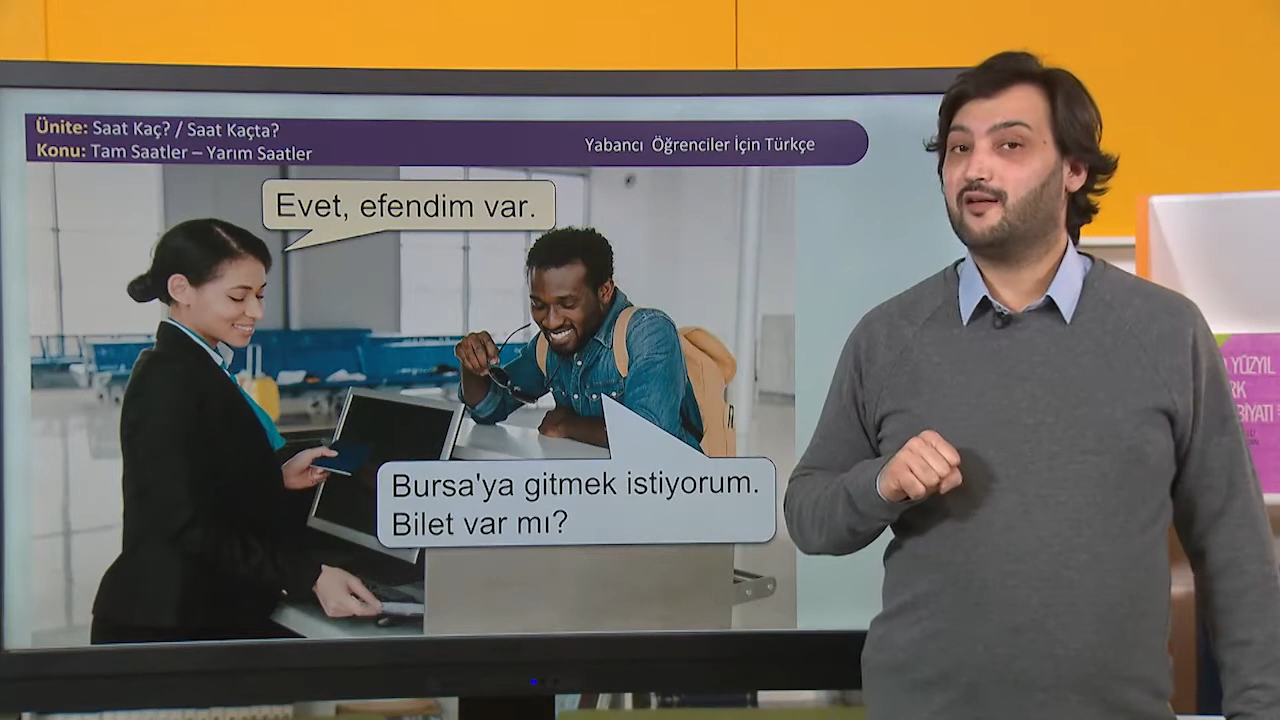 Ünite: Saat Kaç? / Saat Kaçta?
Konu: Tam Saatler – Yarım Saatler
Yabancı Öğrenciler İçin Türkçe
Evet, efendim var.
Bursa'ya gitmek istiyorum.
Bilet var mı?
YÜZYIL